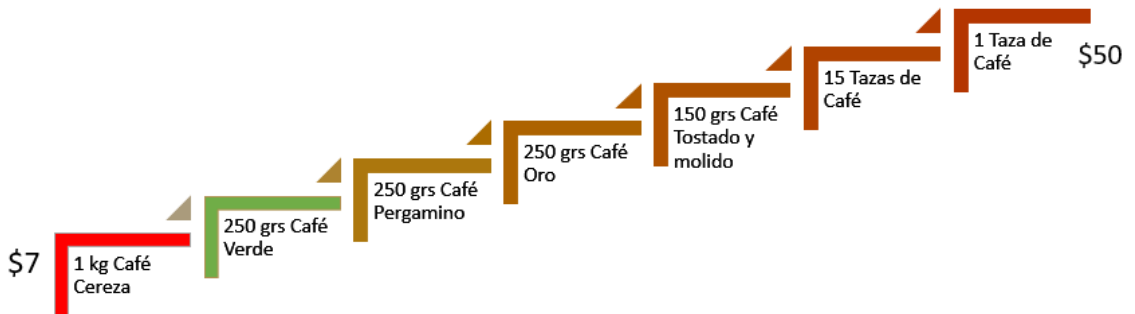 $7
1 kg Café
Cereza
250 grs Café
Verde
250 grs Café
Pergamino
250 grs Café
Oro
150 grs Café
Tostado y
molido
15 Tazas de
Café
1 Taza de
Café
$50